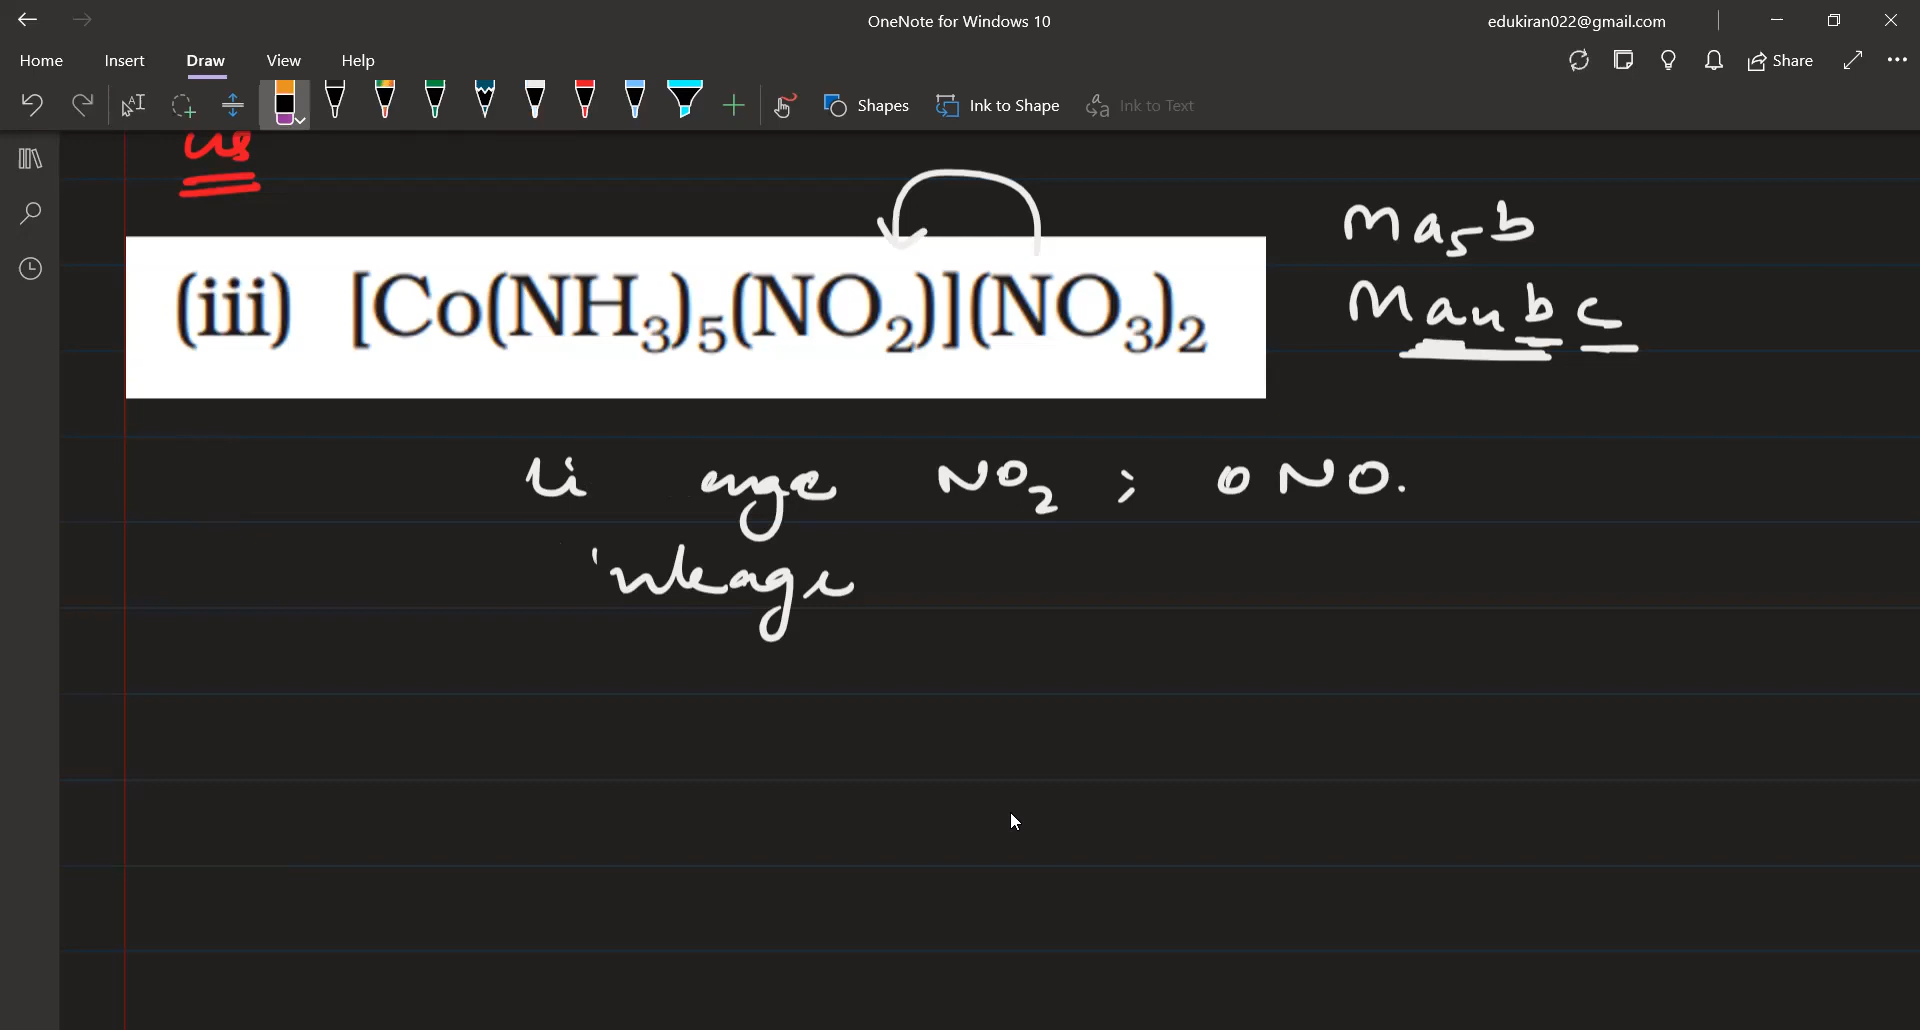 OneNote for Windows 10
edukiran022@gmail.com
Home Insert Draw View Help
Share
Shapes Ink to Shape Ink to Text
(iii) [Co(NH₃)₅(NO₂)](NO₃)₂
Ma₅b
Ma₄bc
NO₂ ; ONO.